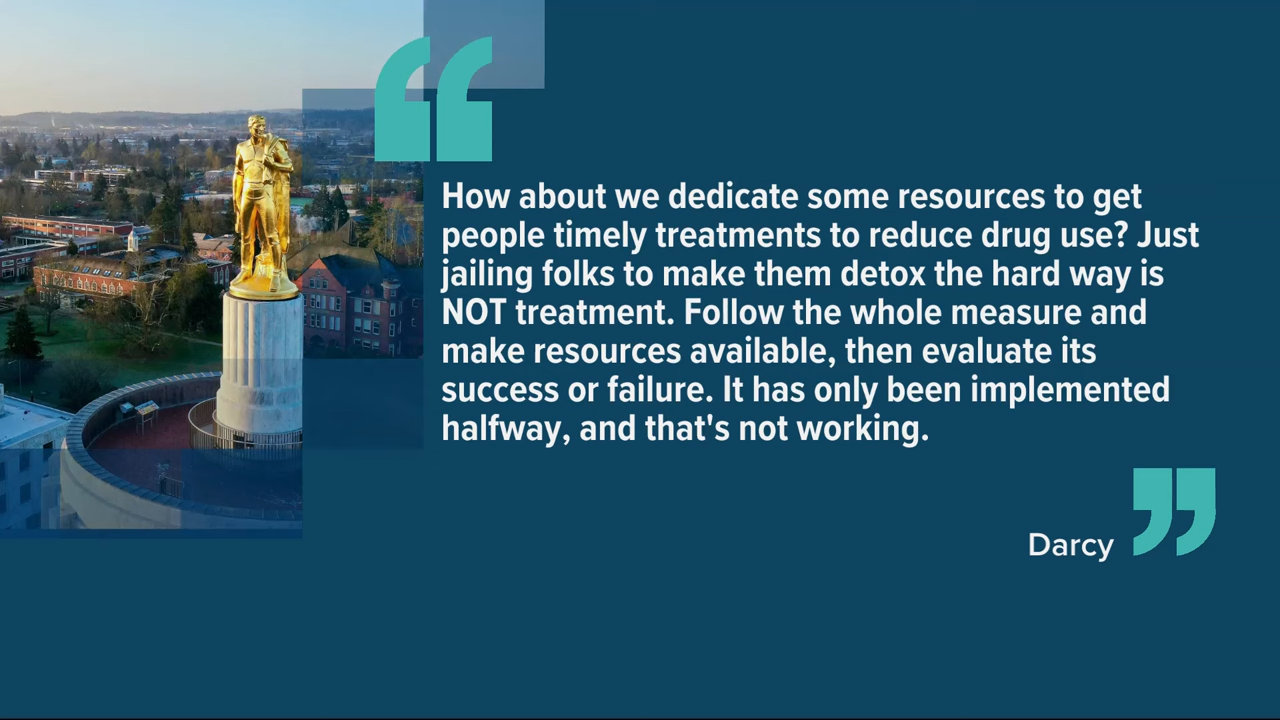 How about we dedicate some resources to get
people timely treatments to reduce drug use? Just
jailing folks to make them detox the hard way is
NOT treatment. Follow the whole measure and
make resources available, then evaluate its
success or failure. It has only been implemented
halfway, and that's not working.
Darcy